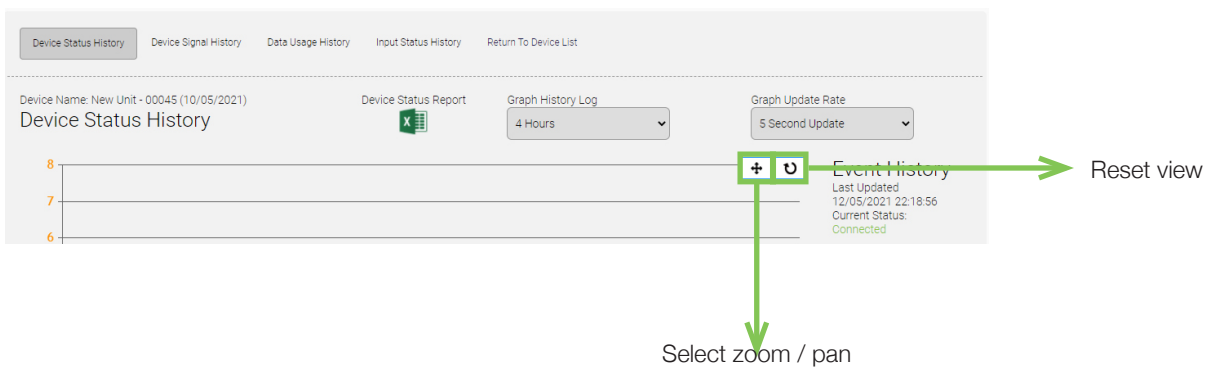 Device Status History
Device Signal History
Data Usage History
Input Status History
Return To Device List
Device Name: New Unit - 00045 (10/05/2021)
Device Status History
Device Status Report
X
Graph History Log
4 Hours
Graph Update Rate
5 Second Update
8
7
6
Event History
Last Updated
12/05/2021 22:18:56
Current Status:
Connected
Reset view
Select zoom / pan